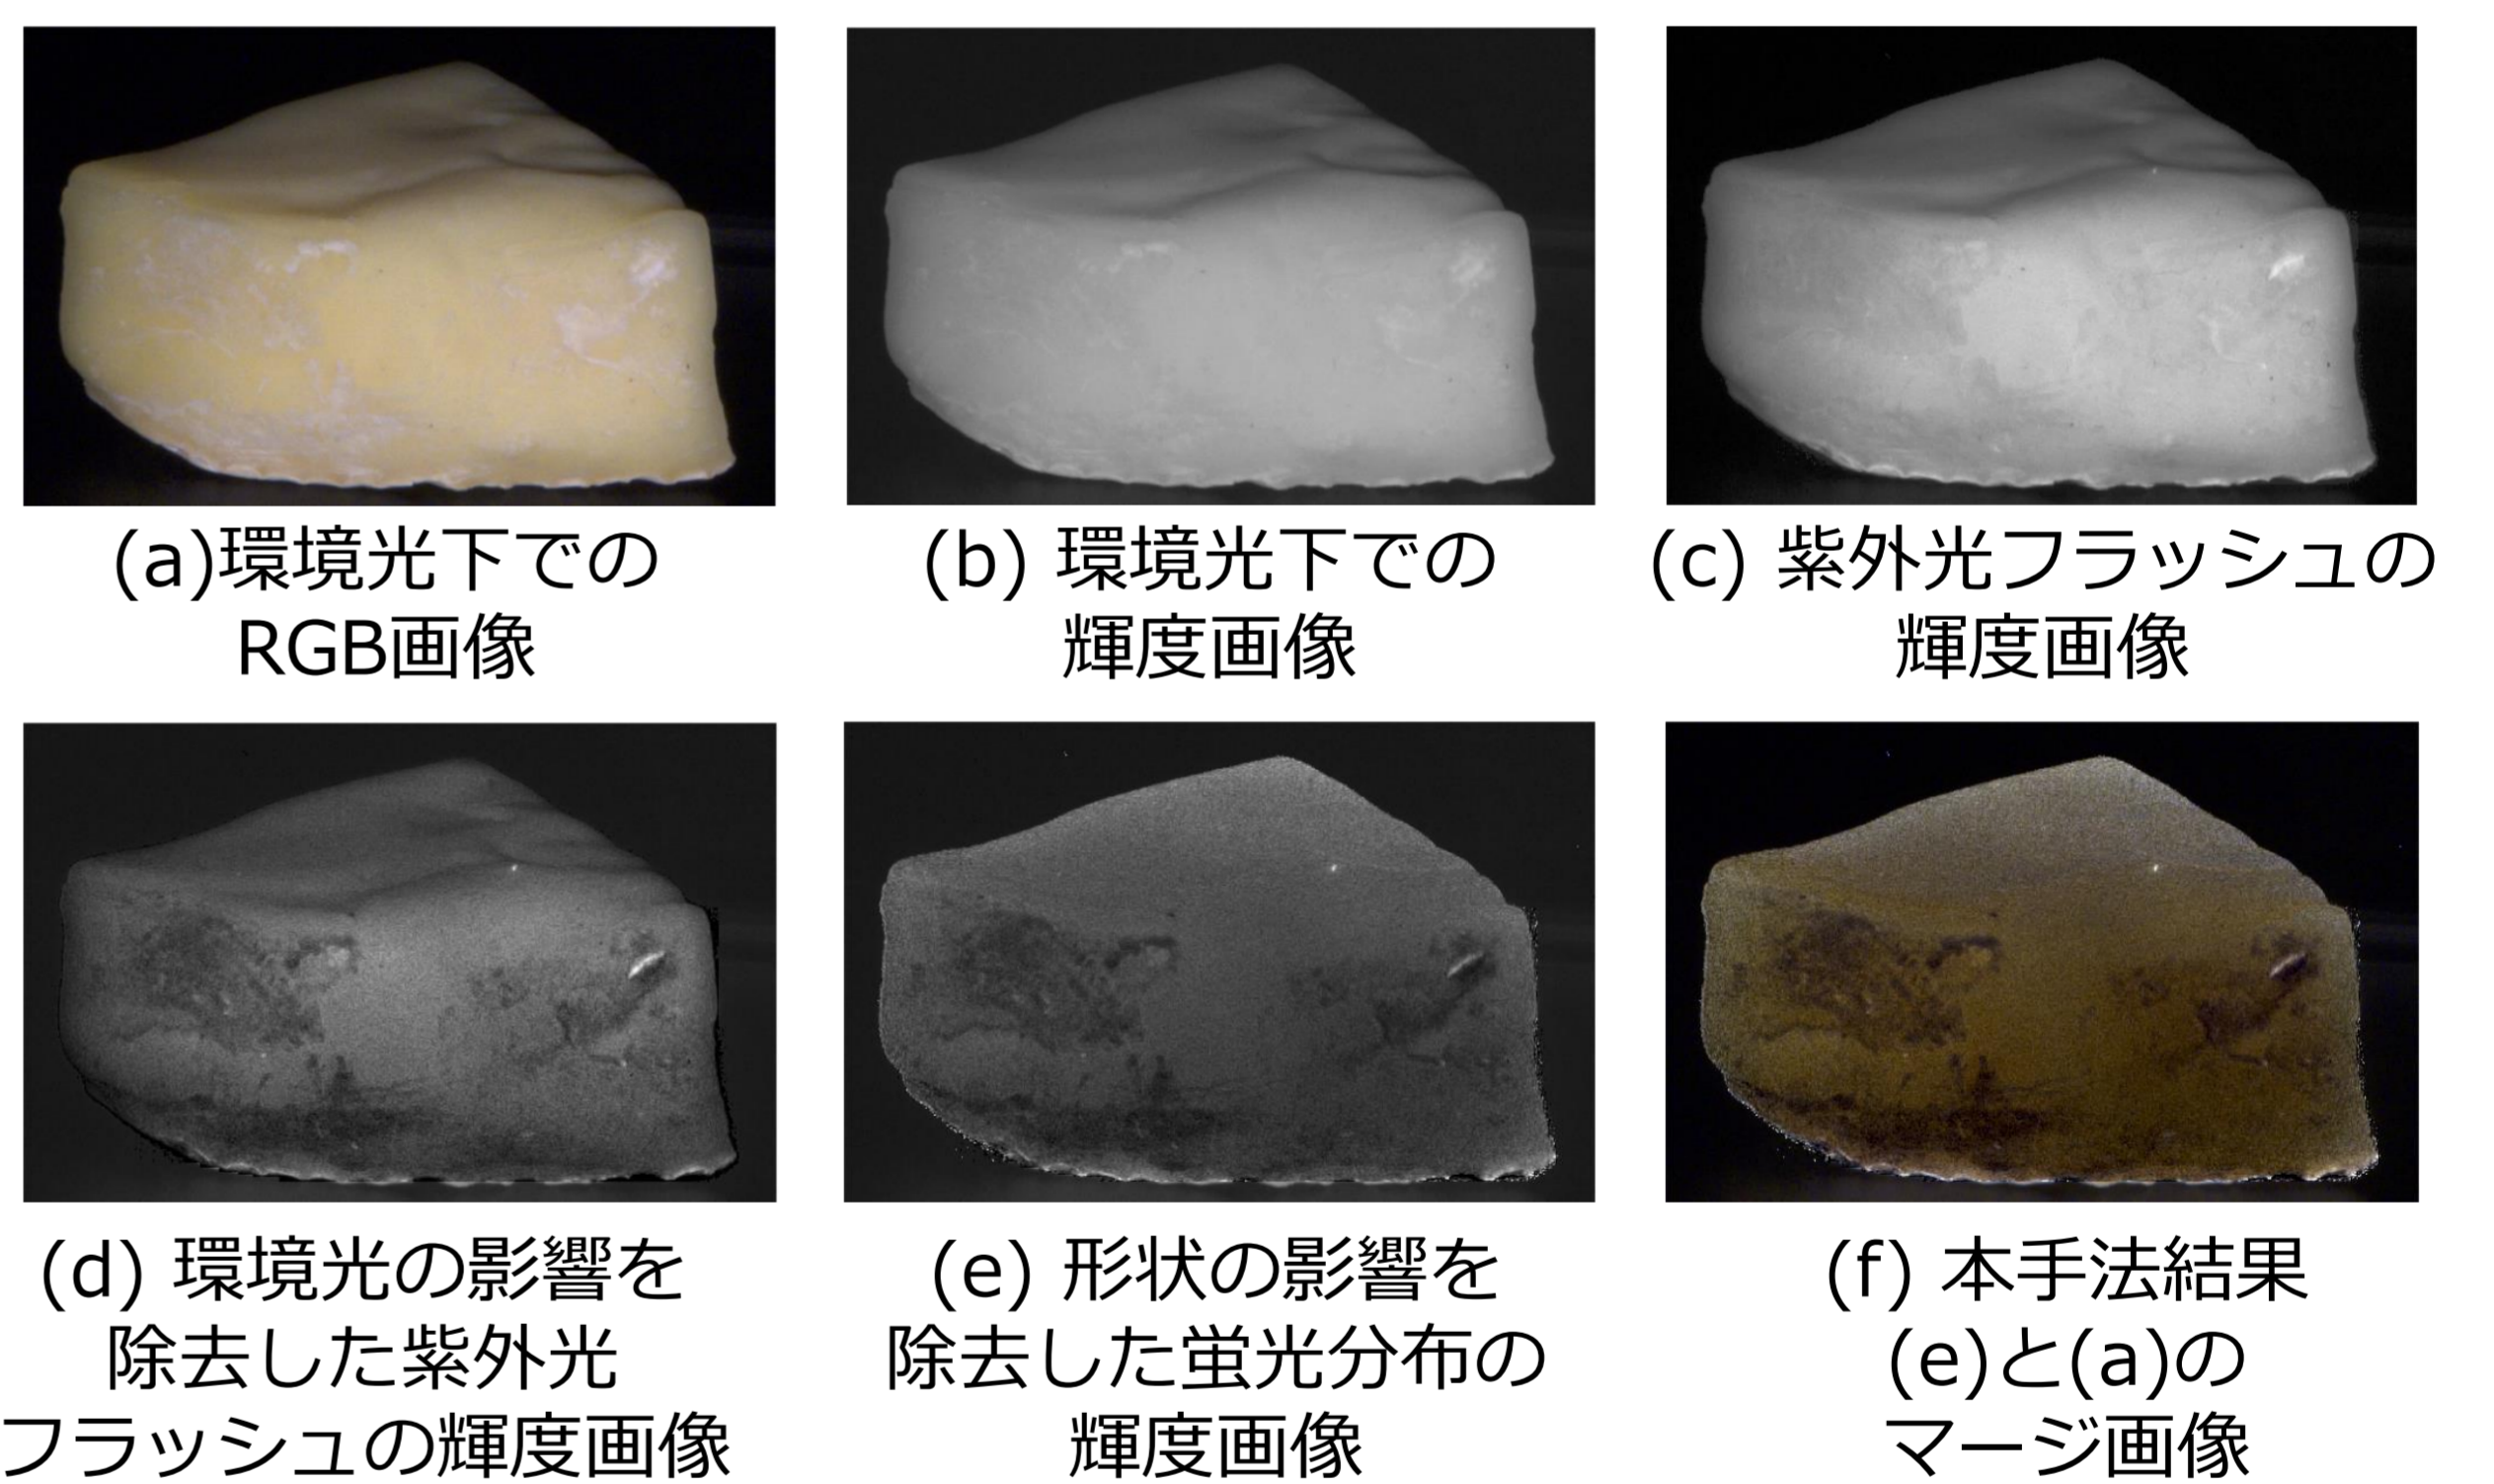 (a)環境光下での
RGB画像
(b) 環境光下での
輝度画像
(c) 紫外光フラッシュの
輝度画像
(d) 環境光の影響を
除去した紫外光
フラッシュの輝度画像
(e) 形状の影響を
除去した蛍光分布の
輝度画像
(f) 本手法結果
(e)と(a)の
マージ画像